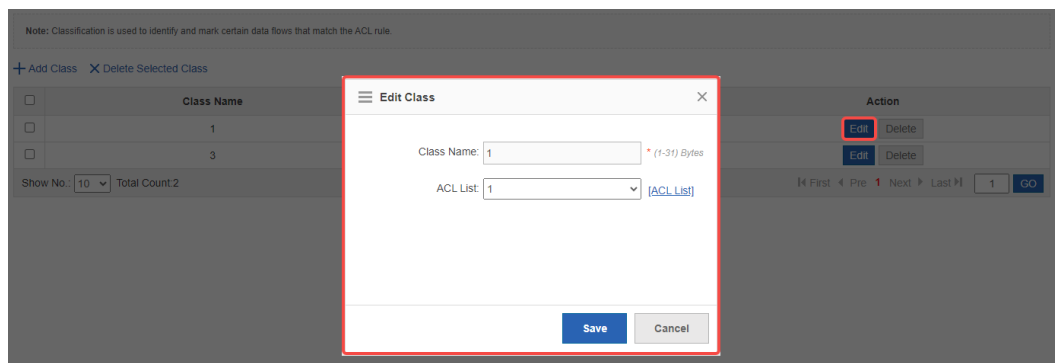 Note: Classification is used to identify and mark certain data flows that match the ACL rule.
Add Class Delete Selected Class
Class Name Action
1 Edit Delete
3 Edit Delete
Show No.: 10 Total Count:2 First Pre 1 Next Last 1 GO
Edit Class
Class Name: 1 * (1-31) Bytes
ACL List: 1 [ACL List]
Save Cancel